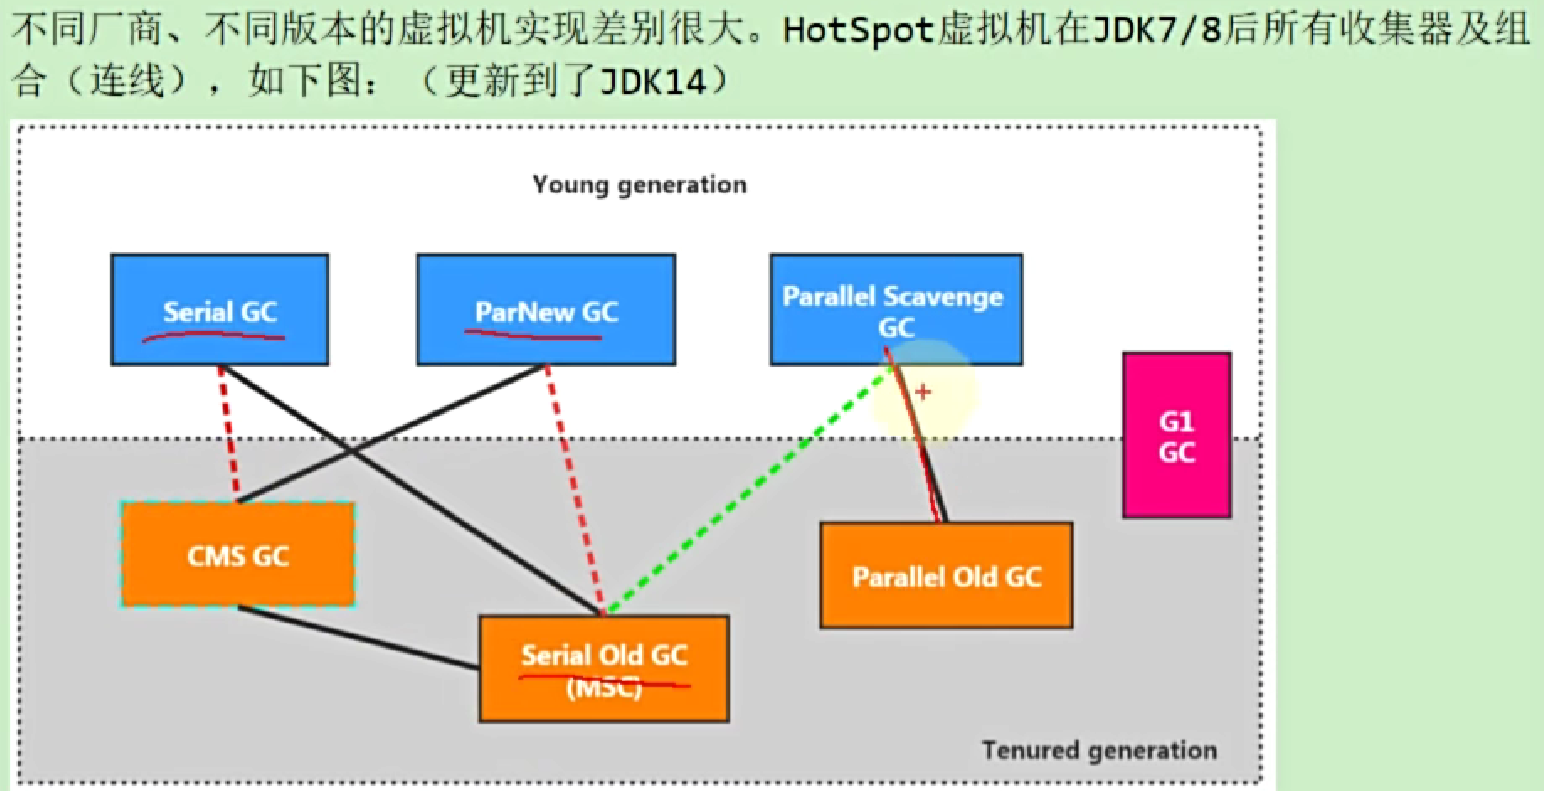 不同厂商、不同版本的虚拟机实现差别很大。HotSpot虚拟机在JDK7/8后所有收集器及组
合（连线），如下图：（更新到了JDK14）
Young generation
Serial GC
ParNew GC
Parallel Scavenge
GC
G1
GC
CMS GC
Parallel Old GC
Serial Old GC
(MSC)
Tenured generation